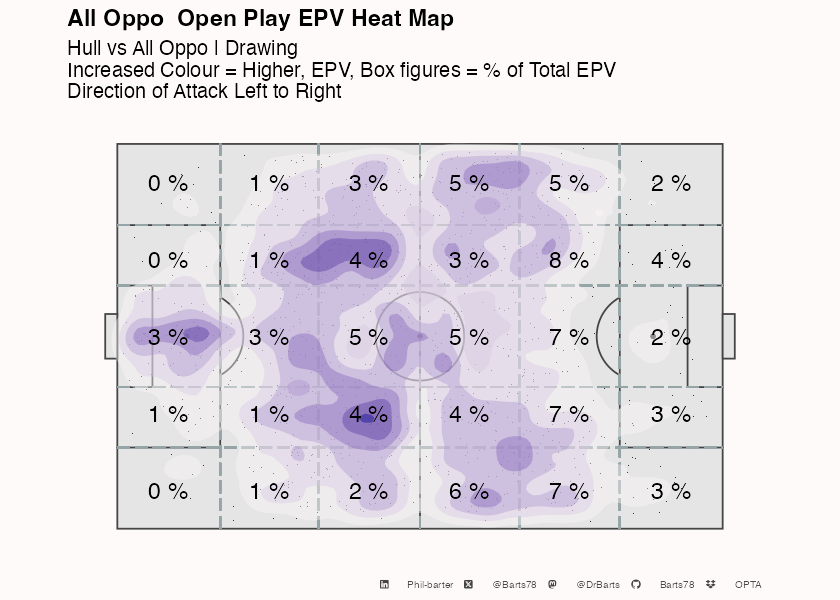 All Oppo  Open Play EPV Heat Map
Hull vs All Oppo | Drawing
Increased Colour = Higher, EPV, Box figures = % of Total EPV
Direction of Attack Left to Right
0 % 1 % 3 % 5 % 5 % 2 %
0 % 1 % 4 % 3 % 8 % 4 %
3 % 3 % 5 % 5 % 7 % 2 %
1 % 1 % 4 % 4 % 7 % 3 %
0 % 1 % 2 % 6 % 7 % 3 %
Phil-barter @Barts78 @DrBarts Barts78 OPTA